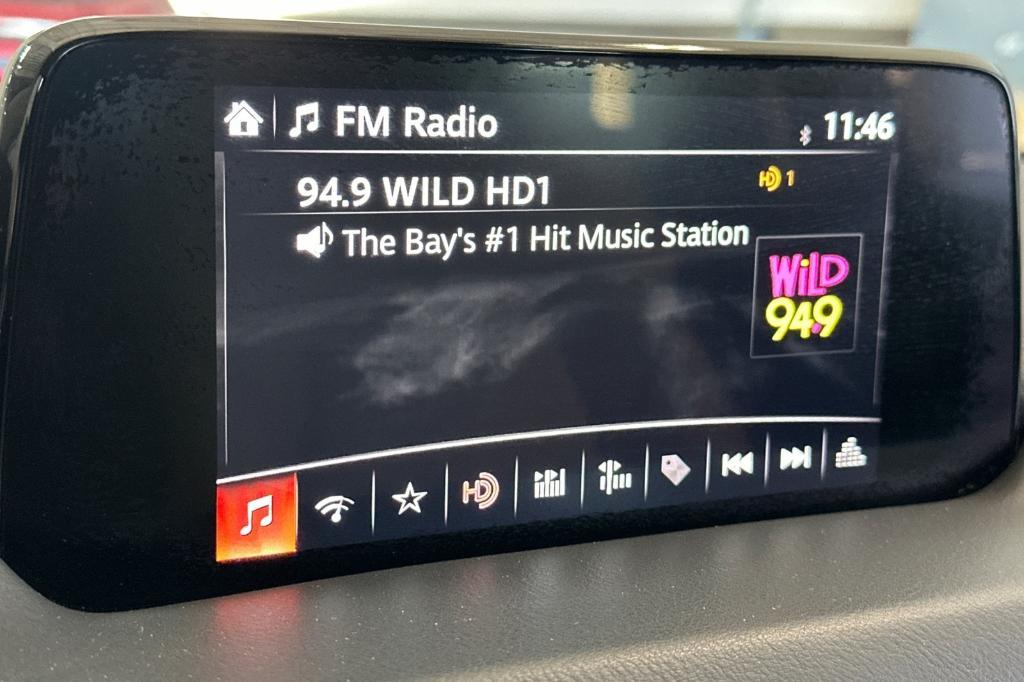 FM Radio
11:46
94.9 WILD HD1
HD 1
The Bay's #1 Hit Music Station
WiLD
94.9
HD